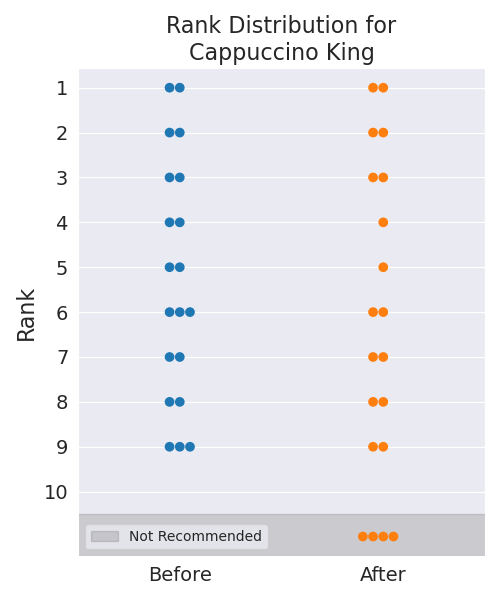 Rank Distribution for
Cappuccino King
Rank
1
2
3
4
5
6
7
8
9
10
Not Recommended
Before
After